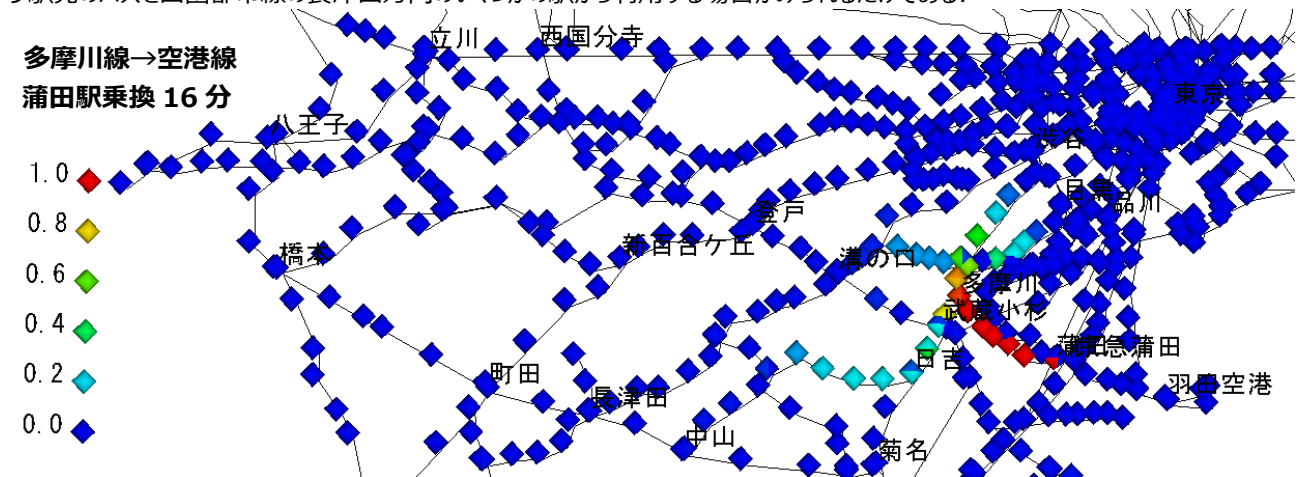 立川
西国分寺
多摩川線→空港線
蒲田駅乗換 16 分
東京
八王子
渋谷
1.0
目黒
品川
0.8
登戸
新百合ケ丘
橋本
溝の口
0.6
多摩川
武蔵小杉
0.4
蒲田
京急蒲田
日吉
0.2
町田
羽田空港
長津田
0.0
中山
菊名